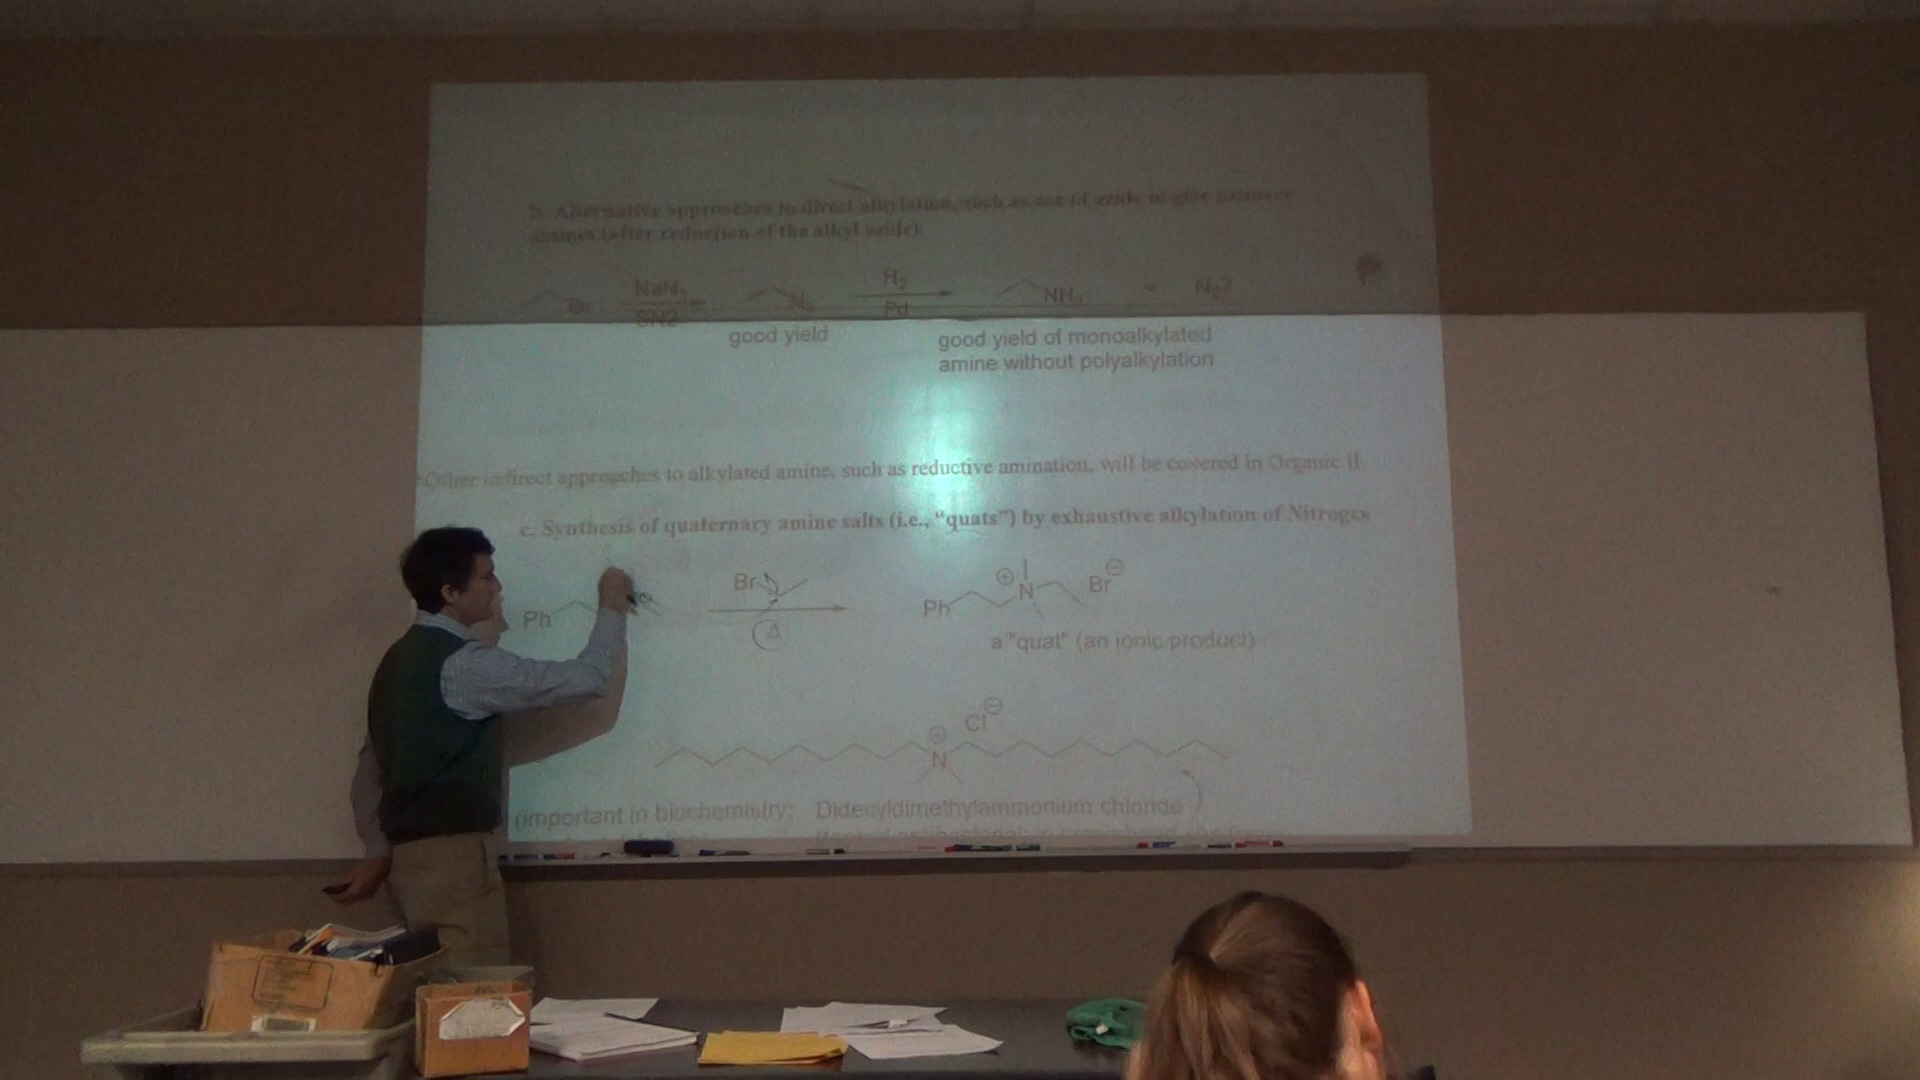 b. Alternative approaches to direct alkylation, such as use of azide to give primary
amines (after reduction of the alkyl azide)
Br NaN3 N3 H2 NH2 + N2?
SN2 Pd
good yield good yield of monoalkylated
amine without polyalkylation
Other indirect approaches to alkylated amine, such as reductive amination, will be covered in Organic II.
c. Synthesis of quaternary amine salts (i.e., “quats”) by exhaustive alkylation of Nitrogen
Ph Br Ph ⊕ N Br ⊖
Δ
a "quat" (an ionic product)
⊕ N Cl ⊖
(important in biochemistry: Didecyldimethylammonium chloride